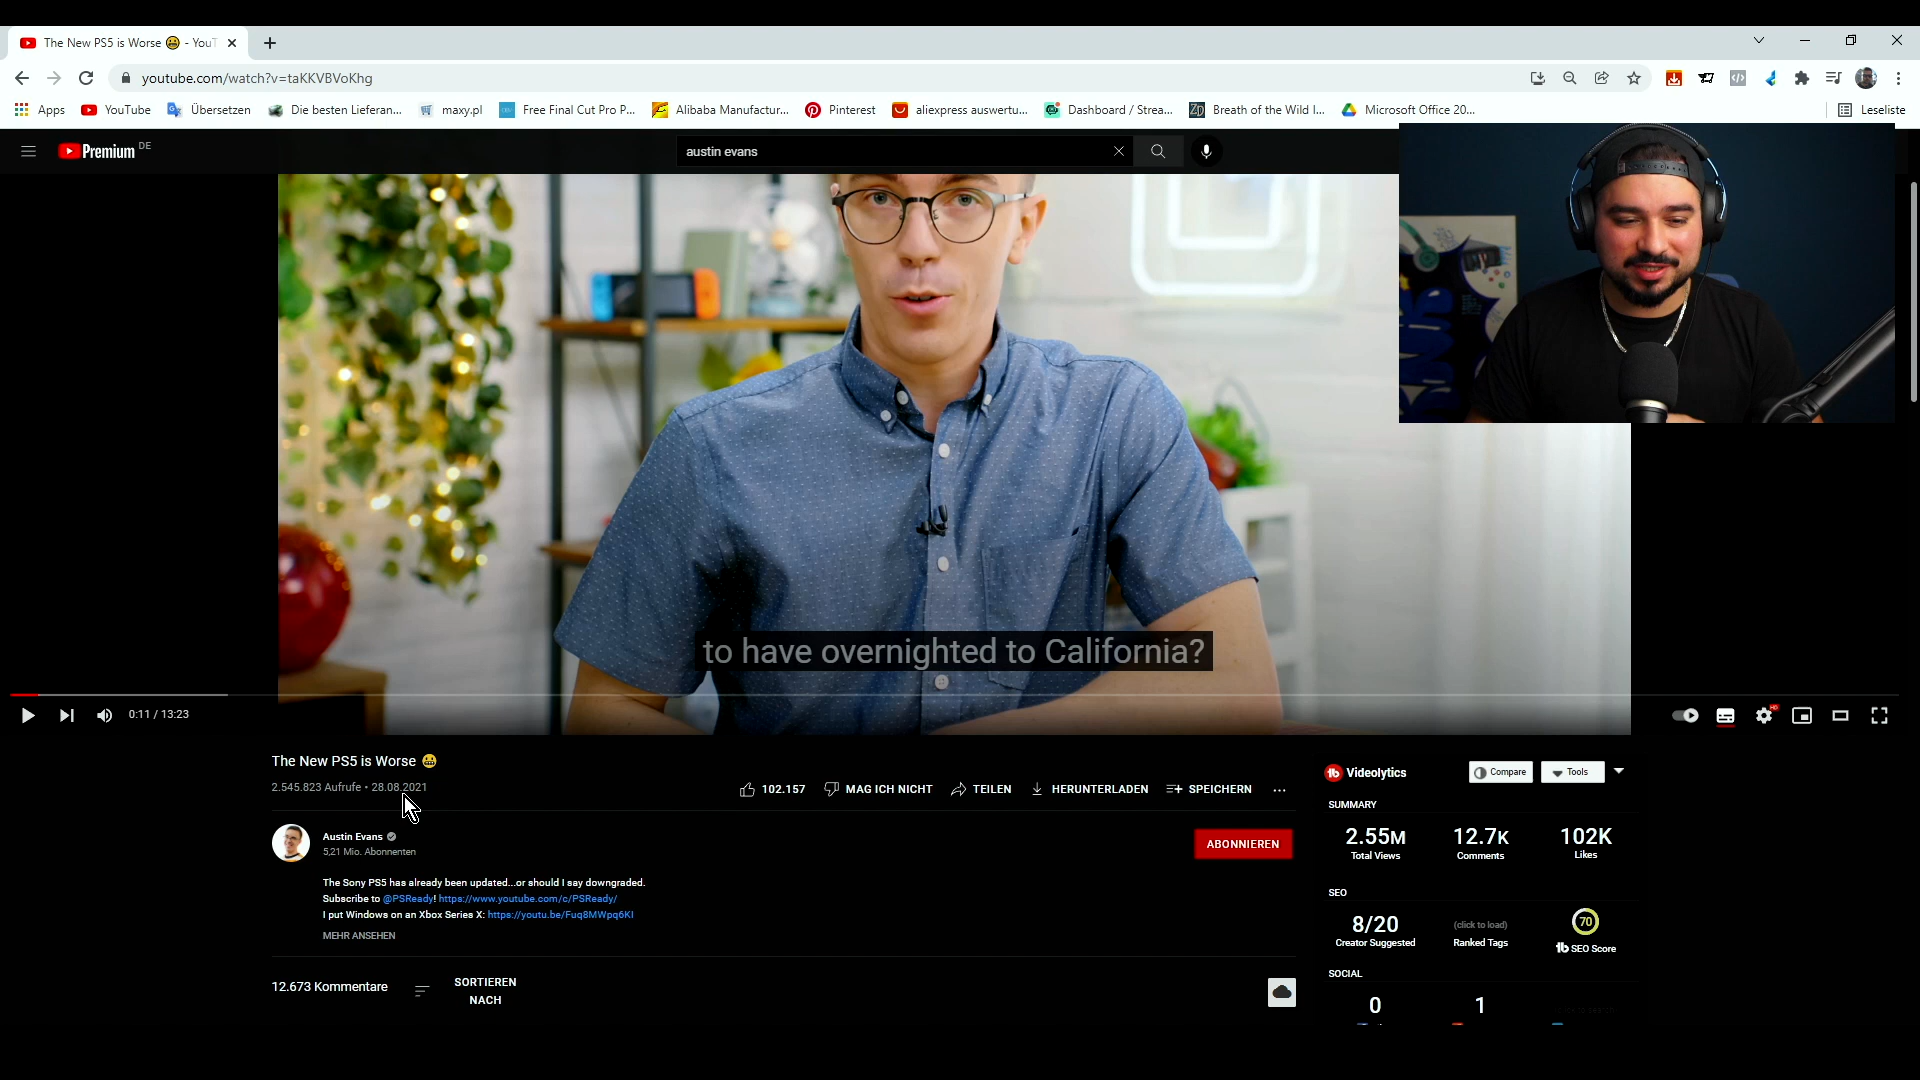 The New PS5 is Worse 😬 - YouT
youtube.com/watch?v=taKKVBVoKhg
Apps YouTube Übersetzen Die besten Lieferan... maxy.pl Free Final Cut Pro P... Alibaba Manufactur... Pinterest aliexpress auswertu... Dashboard / Strea... Breath of the Wild I... Microsoft Office 20... Leseliste
Premium DE
austin evans
to have overnighted to California?
0:11 / 13:23
HD
The New PS5 is Worse 😬
2.545.823 Aufrufe • 28.08.2021
102.157 MAG ICH NICHT TEILEN HERUNTERLADEN SPEICHERN
Austin Evans
5,21 Mio. Abonnenten
ABONNIEREN
The Sony PS5 has already been updated...or should I say downgraded.
Subscribe to @PSReady! https://www.youtube.com/c/PSReady/
I put Windows on an Xbox Series X: https://youtu.be/Fuq8MWpq6KI
MEHR ANSEHEN
12.673 Kommentare
SORTIEREN
NACH
Videolytics Compare Tools
SUMMARY
2.55M 12.7K 102K
Total Views Comments Likes
SEO
8/20 (click to load) 70
Creator Suggested Ranked Tags SEO Score
SOCIAL
0 1